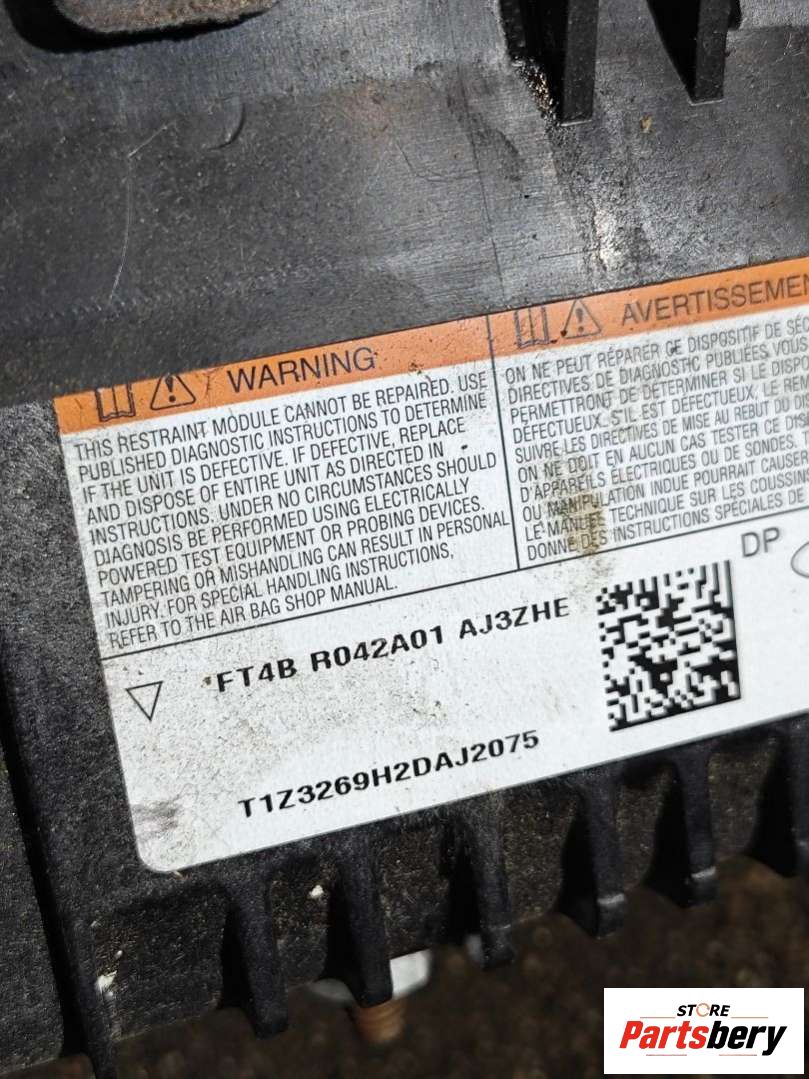 WARNING
THIS RESTRAINT MODULE CANNOT BE REPAIRED. USE
PUBLISHED DIAGNOSTIC INSTRUCTIONS TO DETERMINE
IF THE UNIT IS DEFECTIVE. IF DEFECTIVE, REPLACE
AND DISPOSE OF ENTIRE UNIT AS DIRECTED IN
INSTRUCTIONS. UNDER NO CIRCUMSTANCES SHOULD
DIAGNOSIS BE PERFORMED USING ELECTRICALLY
POWERED TEST EQUIPMENT OR PROBING DEVICES.
TAMPERING OR MISHANDLING CAN RESULT IN PERSONAL
INJURY. FOR SPECIAL HANDLING INSTRUCTIONS,
REFER TO THE AIR BAG SHOP MANUAL.
AVERTISSEMEN
ON NE PEUT RÉPARER CE DISPOSITIF DE SÉ
DIRECTIVES DE DIAGNOSTIC PUBLIÉES VOUS
PERMETTRONT DE DÉTERMINER SI LE DISPO
DÉFECTUEUX. S'IL EST DÉFECTUEUX, LE REM
SUIVRE LES DIRECTIVES DE MISE AU REBUT DU
ON NE DOIT EN AUCUN CAS TESTER CE DIS
D'APPAREILS ÉLECTRIQUES OU DE SONDES.
OU MANIPULATION INDUE POURRAIT CAUSER
LE MANUEL TECHNIQUE SUR LES COUSSIN
DONNE DES INSTRUCTIONS SPÉCIALES DE
DP
FT4B R042A01 AJ3ZHE
T1Z3269H2DAJ2075
STORE
Partsbery